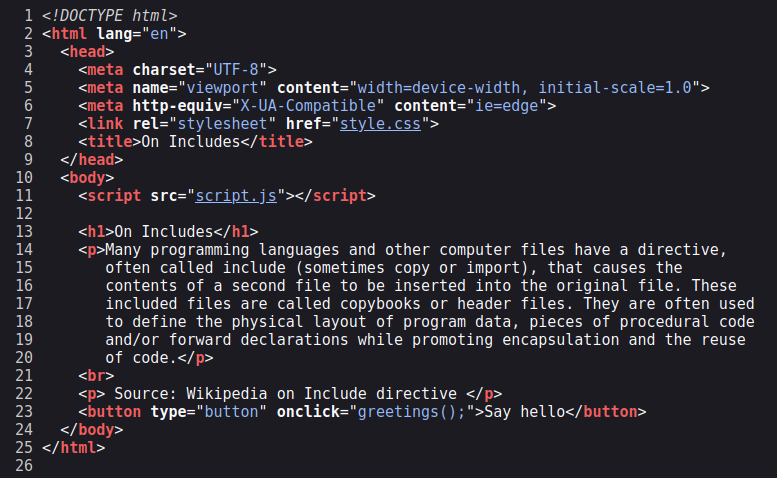 1 <!DOCTYPE html>
2 <html lang="en">
3   <head>
4     <meta charset="UTF-8">
5     <meta name="viewport" content="width=device-width, initial-scale=1.0">
6     <meta http-equiv="X-UA-Compatible" content="ie=edge">
7     <link rel="stylesheet" href="style.css">
8     <title>On Includes</title>
9   </head>
10   <body>
11     <script src="script.js"></script>
12
13     <h1>On Includes</h1>
14     <p>Many programming languages and other computer files have a directive,
15        often called include (sometimes copy or import), that causes the
16        contents of a second file to be inserted into the original file. These
17        included files are called copybooks or header files. They are often used
18        to define the physical layout of program data, pieces of procedural code
19        and/or forward declarations while promoting encapsulation and the reuse
20        of code.</p>
21     <br>
22     <p> Source: Wikipedia on Include directive </p>
23     <button type="button" onclick="greetings();">Say hello</button>
24   </body>
25 </html>
26